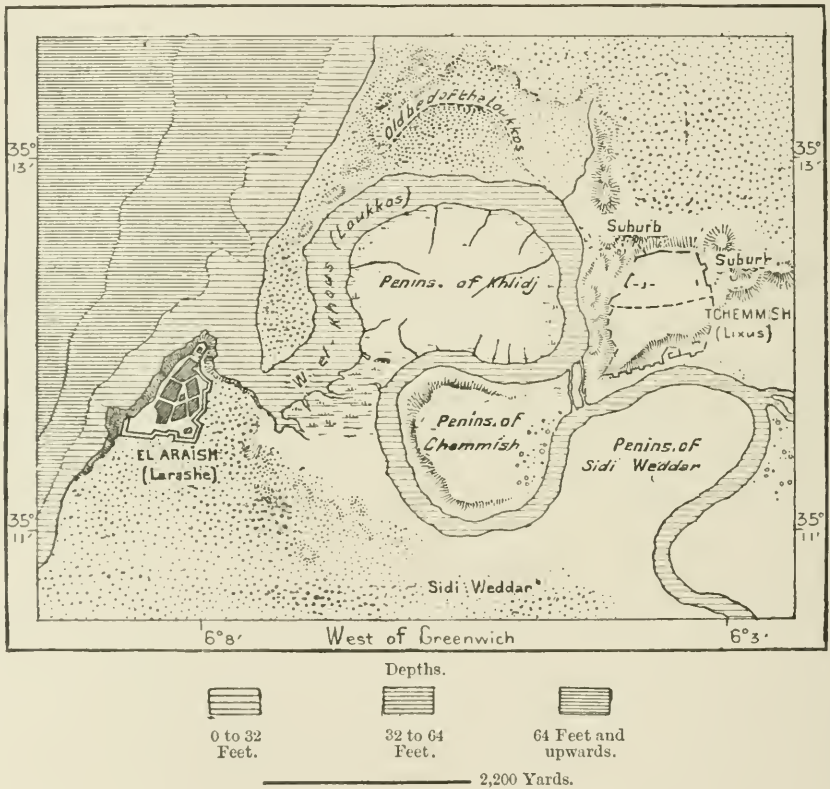 Old bed of the Loukkos
35°
13'
35°
13'
W. el-Khous (Loukkos)
Suburb
Suburb
Penins. of Khlidj
TCHEMMISH
(Lixus)
Penins. of
Chemmish
Penins. of
Sidi Weddar
EL ARAISH
(Larashe)
35°
11'
35°
11'
Sidi Weddar
6°8'
West of Greenwich
6°3'
Depths.
0 to 32
Feet.
32 to 64
Feet.
64 Feet and
upwards.
2,200 Yards.